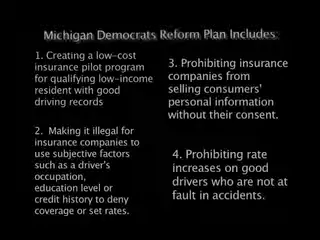 Michigan Democrats Reform Plan Includes:
1. Creating a low-cost
insurance pilot program
for qualifying low-income
resident with good
driving records
2. Making it illegal for
insurance companies to
use subjective factors
such as a driver's
occupation,
education level or
credit history to deny
coverage or set rates.
3. Prohibiting insurance
companies from
selling consumers'
personal information
without their consent.
4. Prohibiting rate
increases on good
drivers who are not at
fault in accidents.